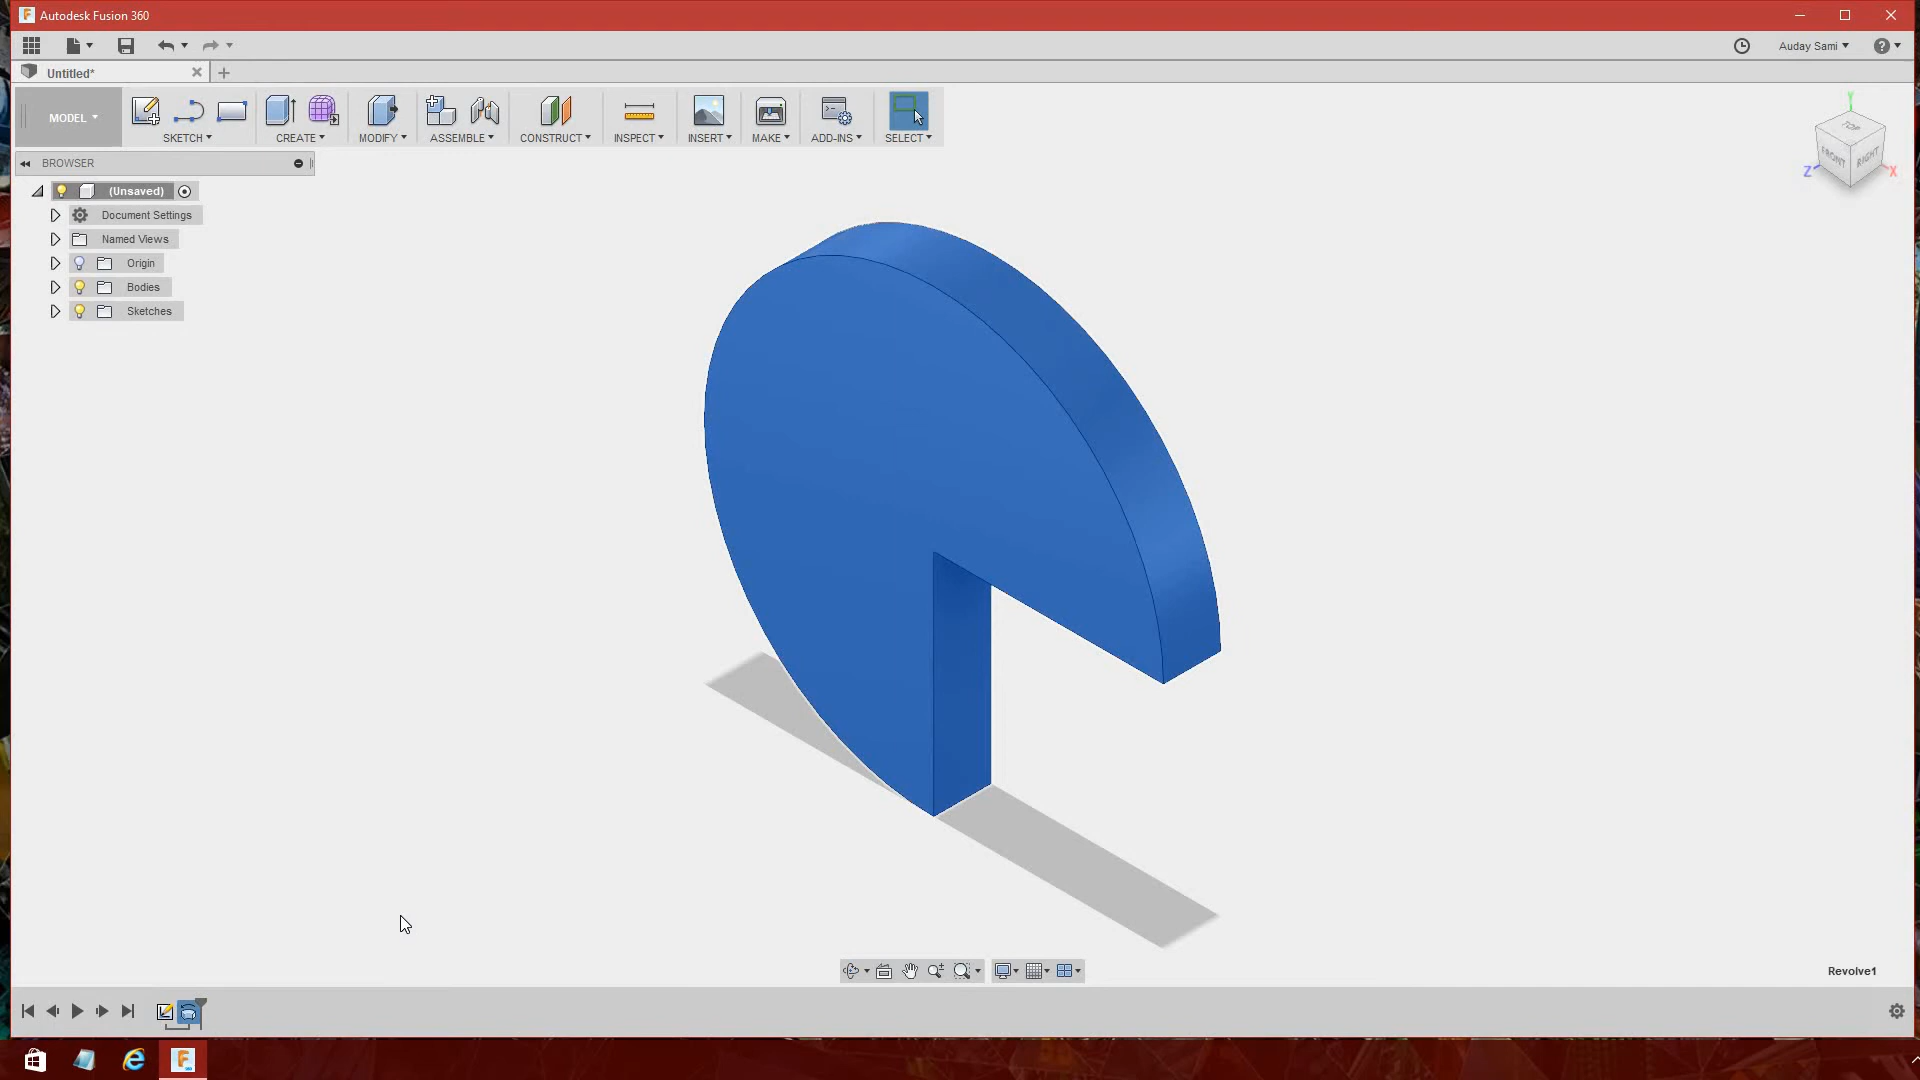 Autodesk Fusion 360
Auday Sami
Untitled*
MODEL
SKETCH
CREATE
MODIFY
ASSEMBLE
CONSTRUCT
INSPECT
INSERT
MAKE
ADD-INS
SELECT
BROWSER
(Unsaved)
Document Settings
Named Views
Origin
Bodies
Sketches
Y
TOP
FRONT
RIGHT
Z
X
Revolve1